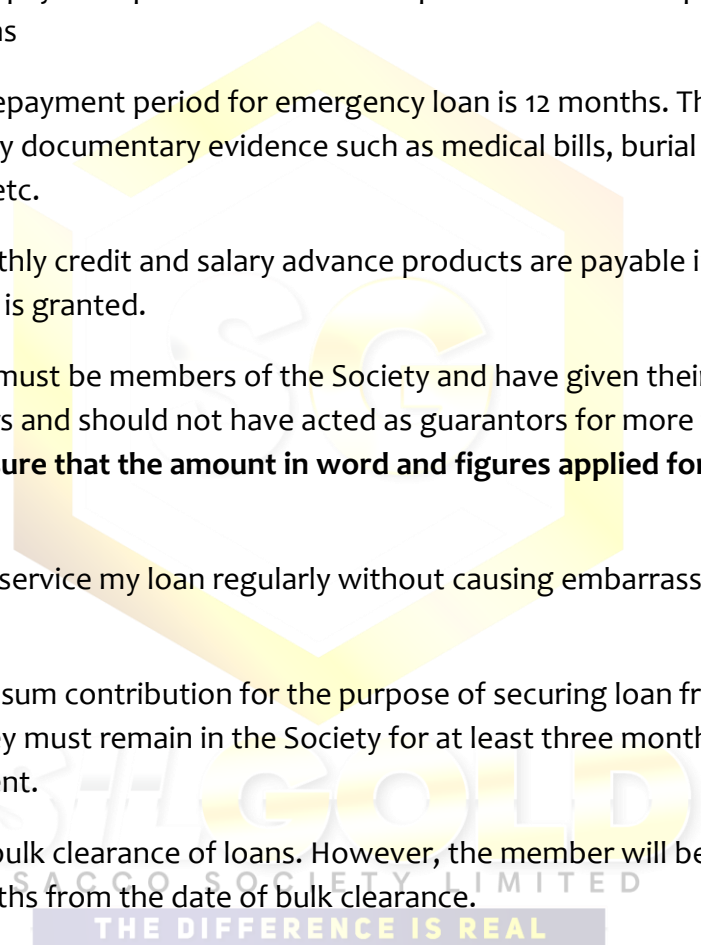 epayment period for emergency loan is 12 months. Th
y documentary evidence such as medical bills, burial
etc.
thly credit and salary advance products are payable i
is granted.
must be members of the Society and have given their
s and should not have acted as guarantors for more
sure that the amount in word and figures applied for
service my loan regularly without causing embarrass
sum contribution for the purpose of securing loan fr
ey must remain in the Society for at least three month
ent.
bulk clearance of loans. However, the member will be
ths from the date of bulk clearance.
SG
SILGOLD
SACCO SOCIETY LIMITED
THE DIFFERENCE IS REAL